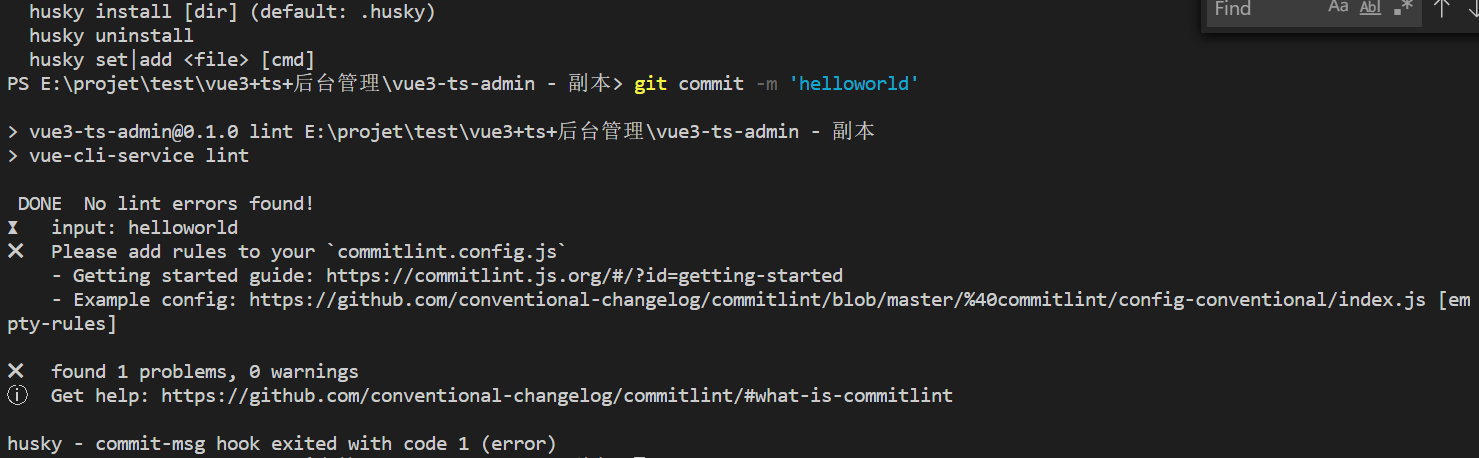 husky install [dir] (default: .husky)
husky uninstall
husky set|add <file> [cmd]
PS E:\projet\test\vue3+ts+后台管理\vue3-ts-admin - 副本> git commit -m 'helloworld'
> vue3-ts-admin@0.1.0 lint E:\projet\test\vue3+ts+后台管理\vue3-ts-admin - 副本
> vue-cli-service lint
DONE  No lint errors found!
⧗   input: helloworld
✖   Please add rules to your `commitlint.config.js`
    - Getting started guide: https://commitlint.js.org/#/?id=getting-started
    - Example config: https://github.com/conventional-changelog/commitlint/blob/master/%40commitlint/config-conventional/index.js [em
pty-rules]
✖   found 1 problems, 0 warnings
ⓘ   Get help: https://github.com/conventional-changelog/commitlint/#what-is-commitlint
husky - commit-msg hook exited with code 1 (error)
Find Aa Abl .*